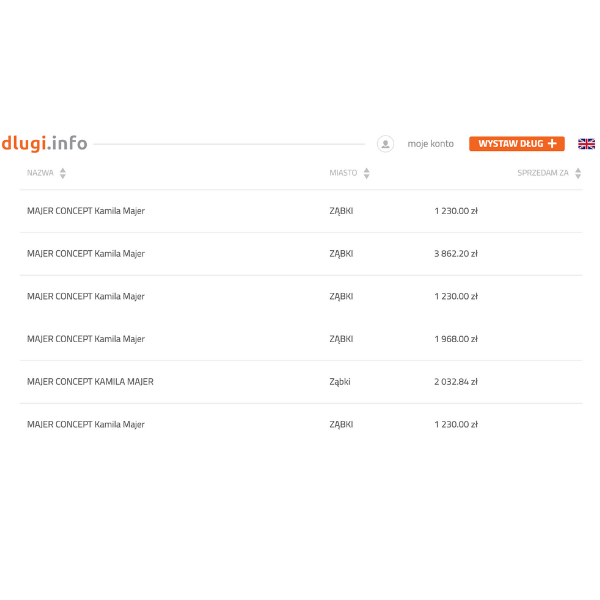 dlugi.info moje konto WYSTAW DŁUG +
NAZWA MIASTO SPRZEDAM ZA
MAJER CONCEPT Kamila Majer ZĄBKI 1 230.00 zł
MAJER CONCEPT Kamila Majer ZĄBKI 3 862.20 zł
MAJER CONCEPT Kamila Majer ZĄBKI 1 230.00 zł
MAJER CONCEPT Kamila Majer ZĄBKI 1 968.00 zł
MAJER CONCEPT KAMILA MAJER Ząbki 2 032.84 zł
MAJER CONCEPT Kamila Majer ZĄBKI 1 230.00 zł